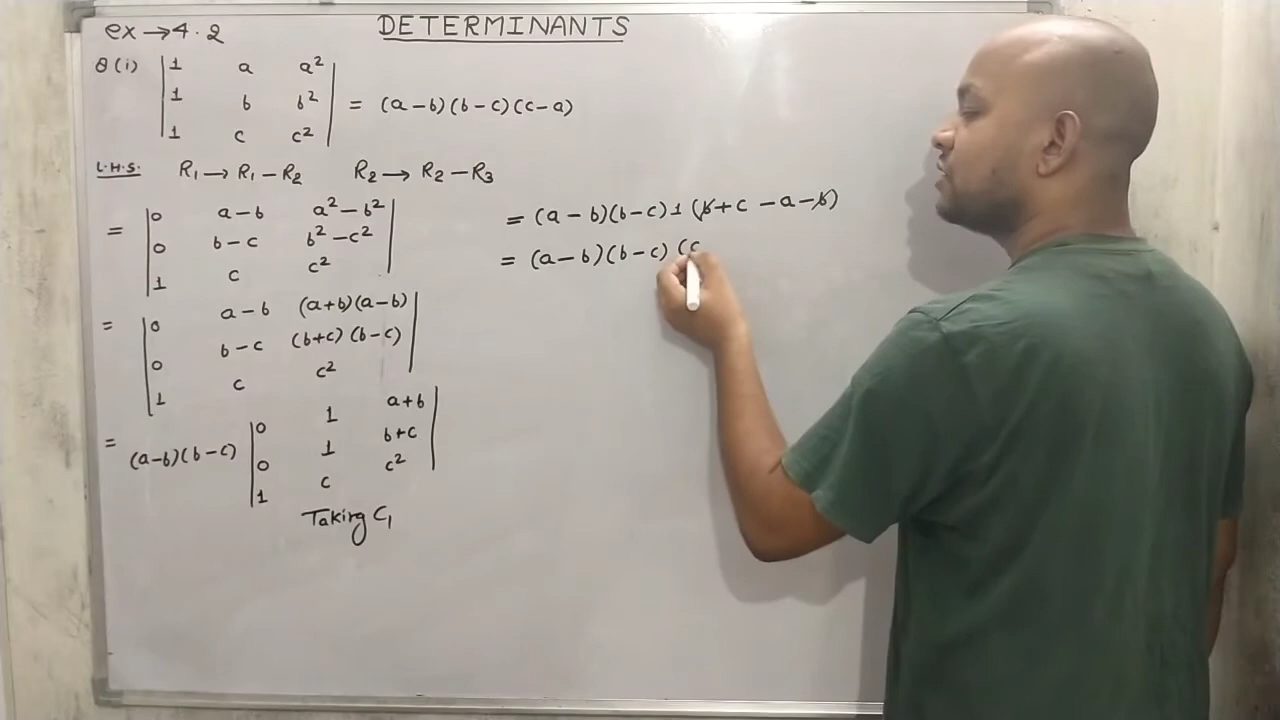 ex → 4.2
DETERMINANTS
Q(i)
1 a a²
1 b b² = (a-b)(b-c)(c-a)
1 c c²
L.H.S. R₁ → R₁-R₂ R₂ → R₂-R₃
0 a-b a²-b²
= 0 b-c b²-c²
1 c c²
0 a-b (a+b)(a-b)
= 0 b-c (b+c)(b-c)
1 c c²
0 1 a+b
= (a-b)(b-c) 0 1 b+c
1 c c²
Taking C₁
= (a-b)(b-c)1(b+c-a-b)
= (a-b)(b-c)(c